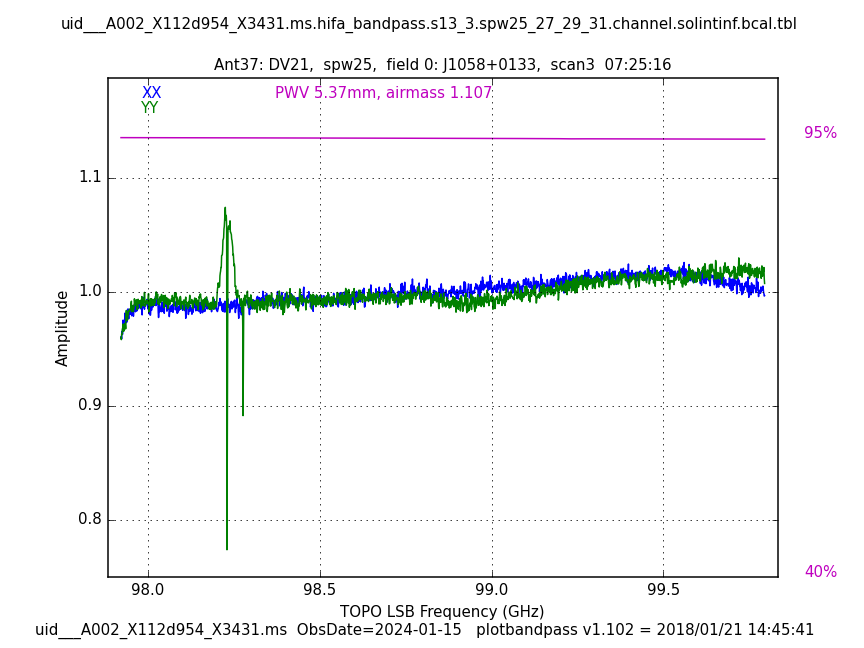 uid___A002_X112d954_X3431.ms.hifa_bandpass.s13_3.spw25_27_29_31.channel.solintinf.bcal.tbl
Ant37: DV21,  spw25,  field 0: J1058+0133,  scan3  07:25:16
XX
YY
PWV 5.37mm, airmass 1.107
95%
40%
Amplitude
1.1
1.0
0.9
0.8
98.0
98.5
99.0
99.5
TOPO LSB Frequency (GHz)
uid___A002_X112d954_X3431.ms  ObsDate=2024-01-15   plotbandpass v1.102 = 2018/01/21 14:45:41